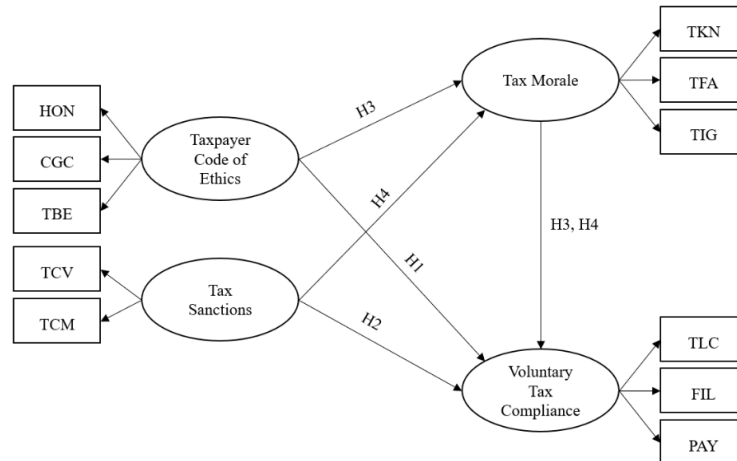 TKN
Tax Morale
TFA
TIG
HON
CGC
TBE
Taxpayer
Code of
Ethics
H3
H4
H1
H3, H4
TCV
TCM
Tax
Sanctions
H2
Voluntary
Tax
Compliance
TLC
FIL
PAY